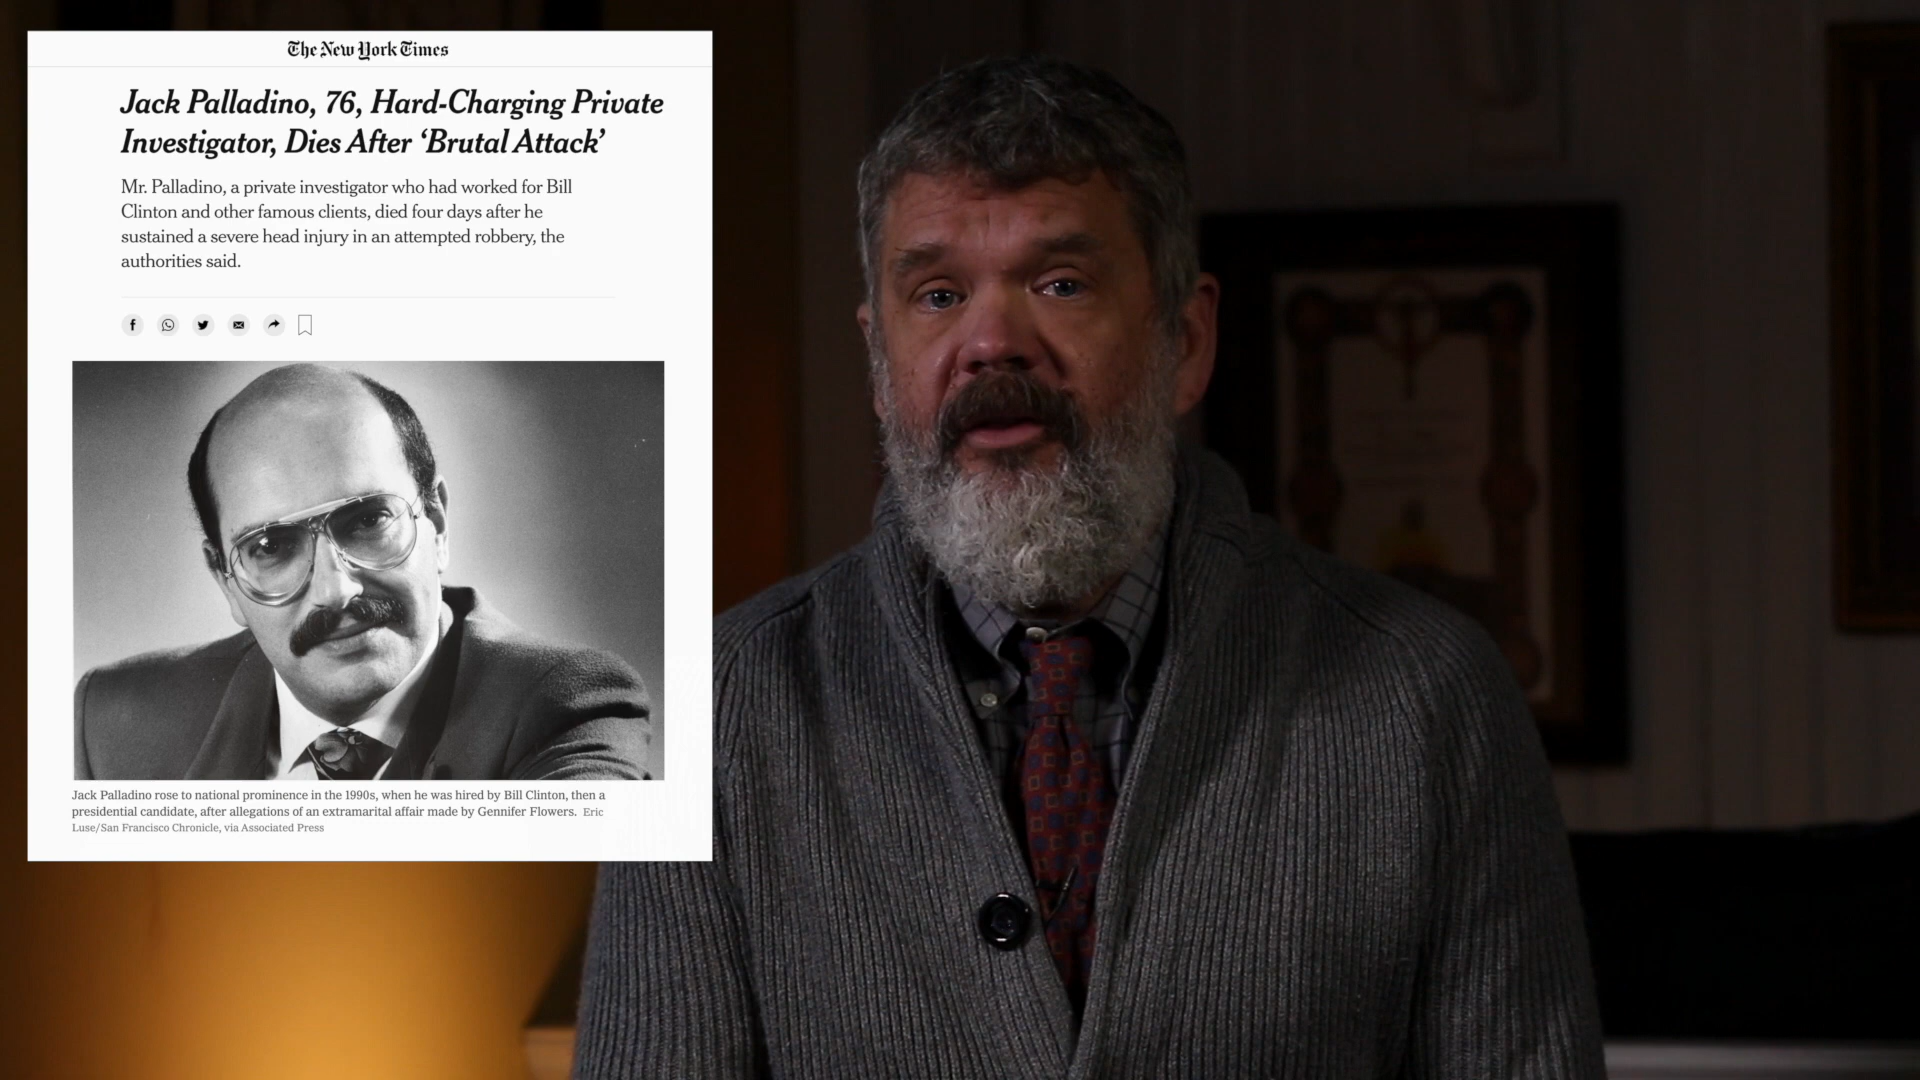 The New York Times
Jack Palladino, 76, Hard-Charging Private
Investigator, Dies After ‘Brutal Attack’
Mr. Palladino, a private investigator who had worked for Bill
Clinton and other famous clients, died four days after he
sustained a severe head injury in an attempted robbery, the
authorities said.
Jack Palladino rose to national prominence in the 1990s, when he was hired by Bill Clinton, then a
presidential candidate, after allegations of an extramarital affair made by Gennifer Flowers. Eric
Luse/San Francisco Chronicle, via Associated Press